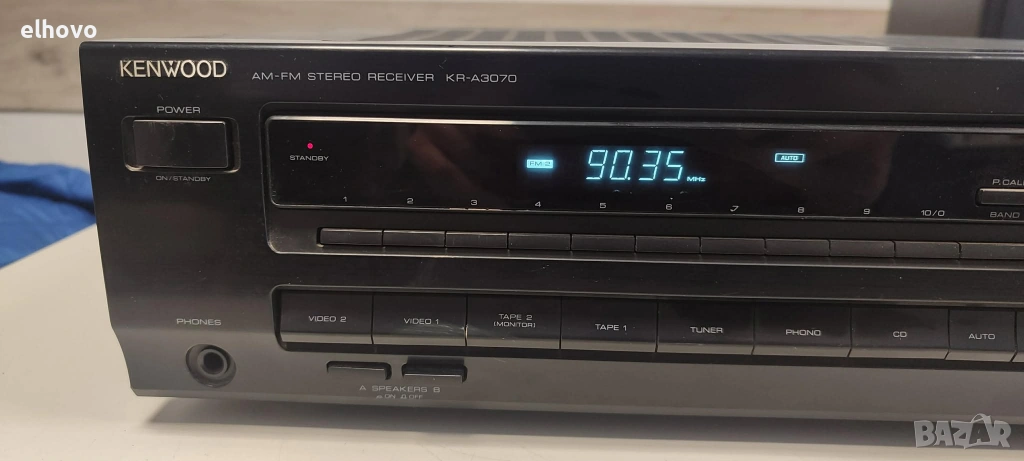 elhovo
KENWOOD
AM-FM STEREO RECEIVER KR-A3070
POWER
ON/STANDBY
STANDBY
FM-2 90.35 MHz
AUTO
1 2 3 4 5 6 7 8 9 10/0
P.CALL
BAND
VIDEO 2
VIDEO 1
TAPE 2
(MONITOR)
TAPE 1
TUNER
PHONO
CD
AUTO
PHONES
A SPEAKERS B
ON OFF
BAZAR